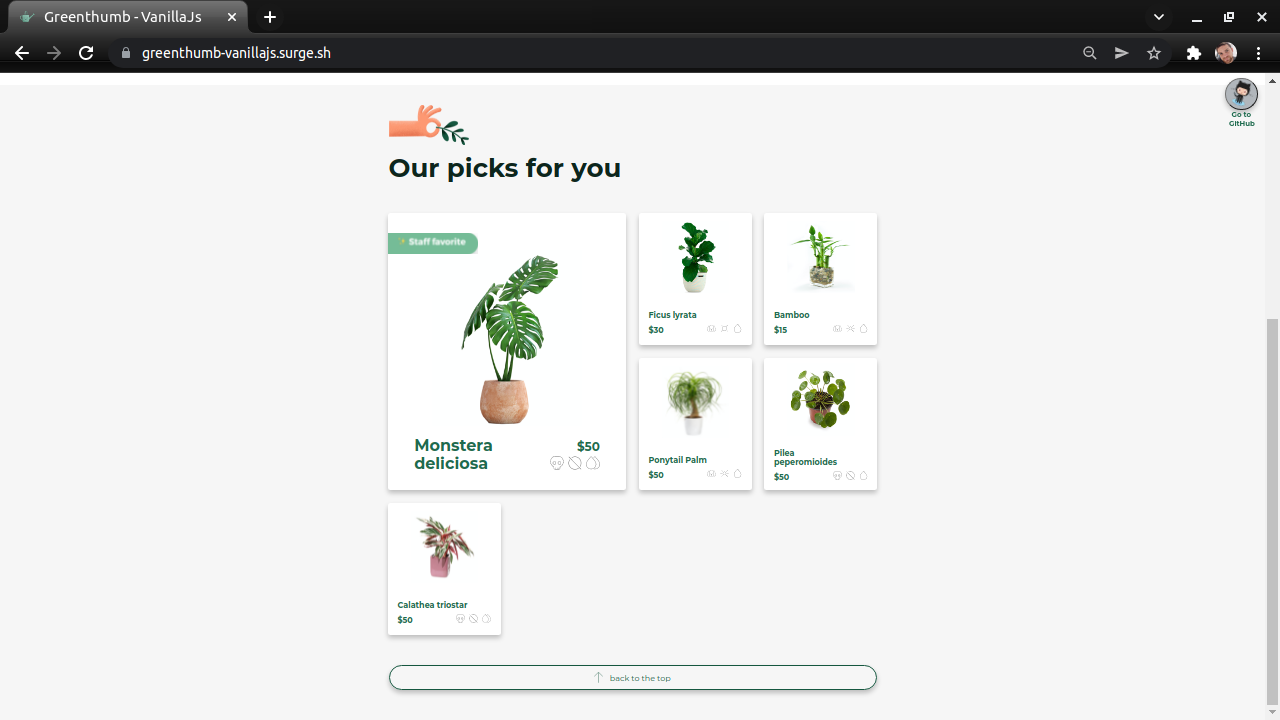 Greenthumb - VanillaJs
greenthumb-vanillajs.surge.sh
Go to
GitHub
Our picks for you
Staff favorite
Monstera
deliciosa
$50
Ficus lyrata
$30
Bamboo
$15
Ponytail Palm
$50
Pilea
peperomioides
$50
Calathea triostar
$50
back to the top